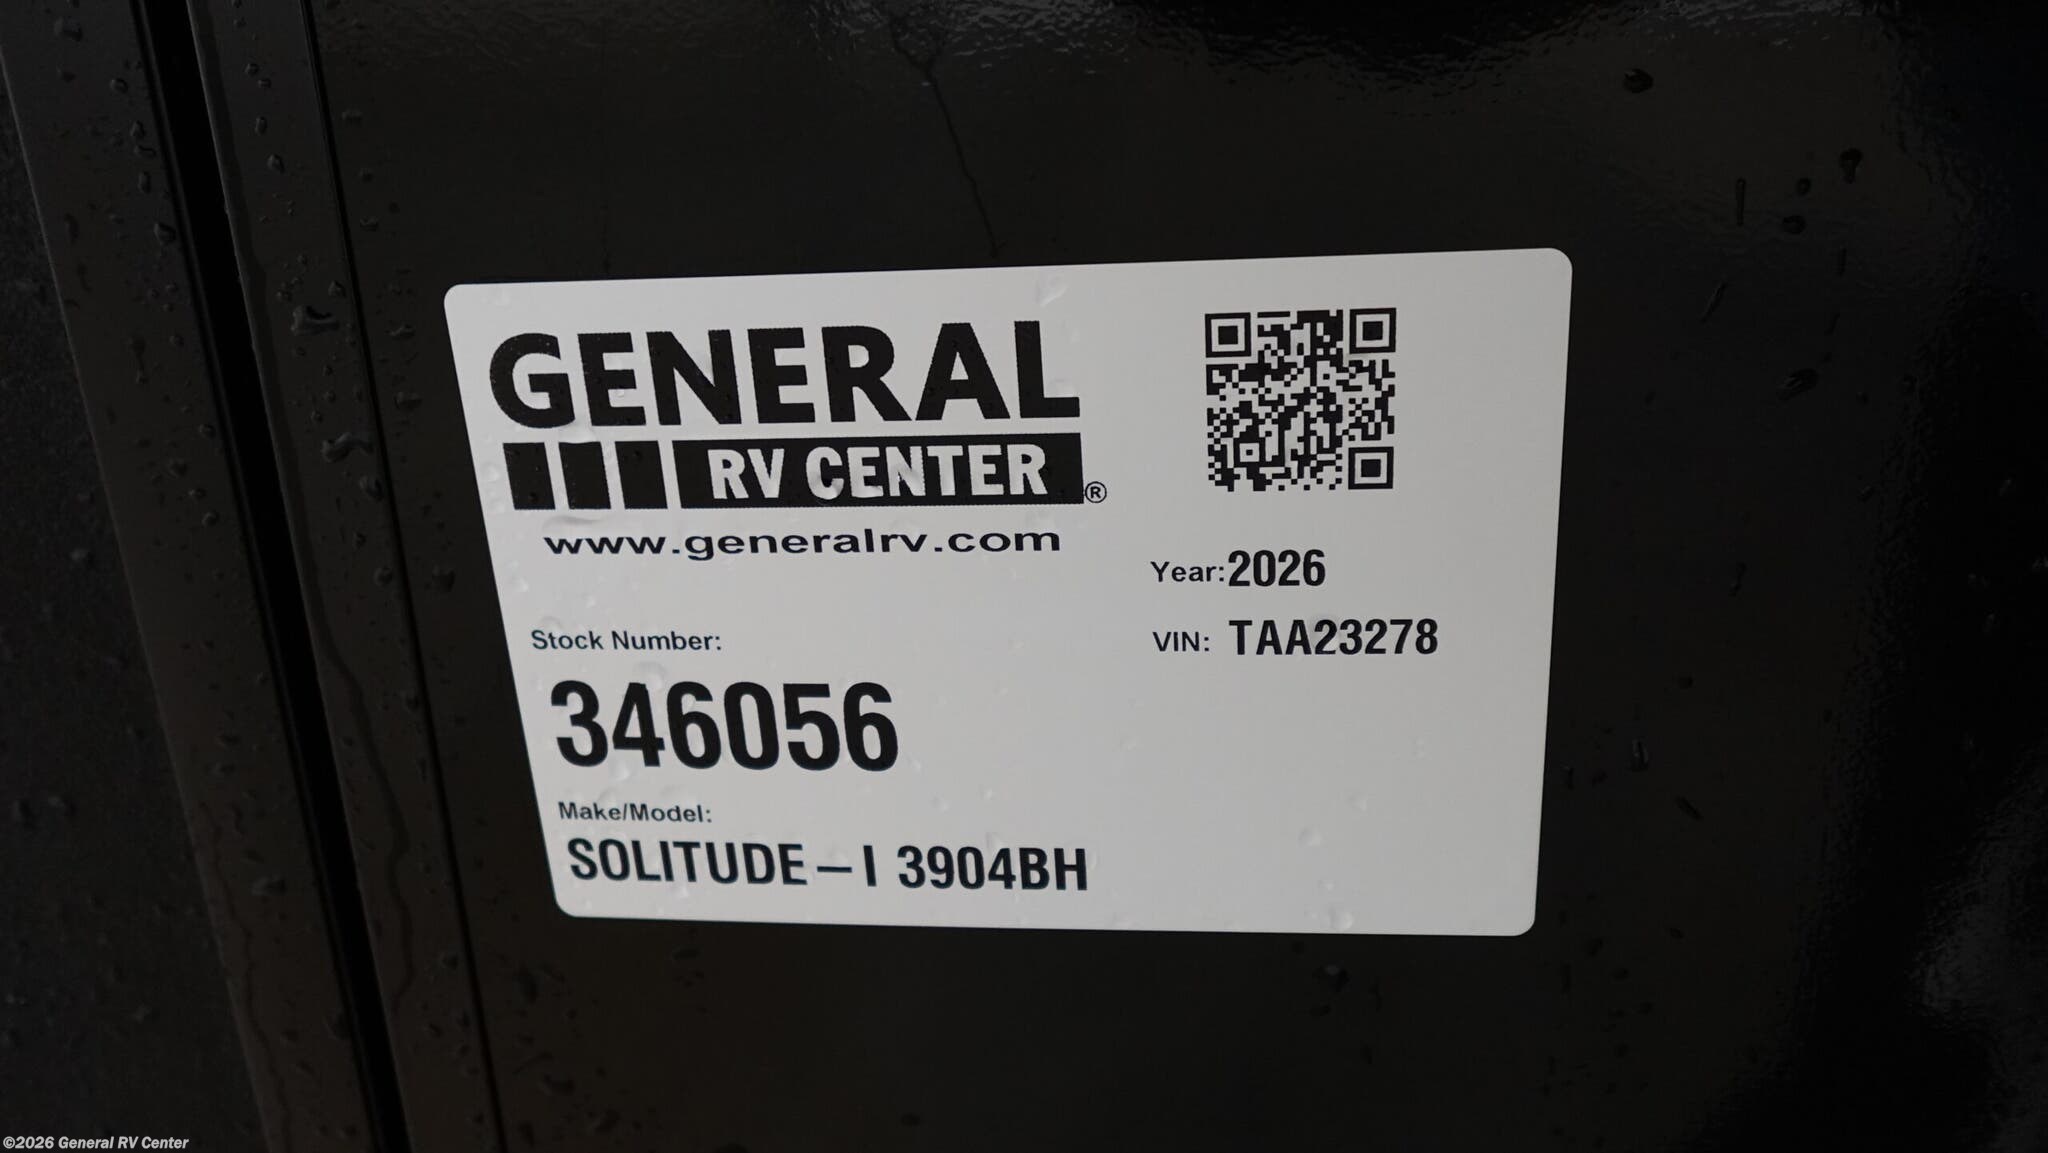 GENERAL
RV CENTER®
www.generalrv.com
Year: 2026
VIN: TAA23278
Stock Number:
346056
Make/Model:
SOLITUDE-I 3904BH
©2026 General RV Center